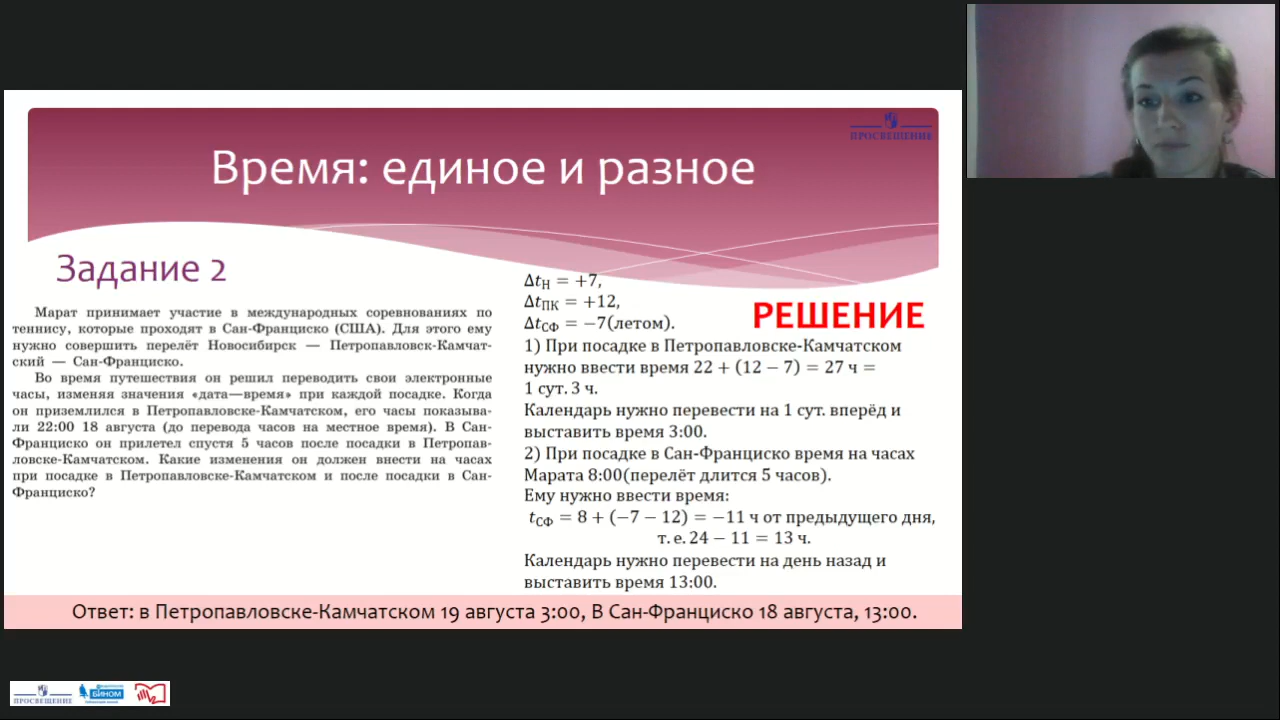 ПРОСВЕЩЕНИЕ
Время: единое и разное
Задание 2
Марат принимает участие в международных соревнованиях по
теннису, которые проходят в Сан-Франциско (США). Для этого ему
нужно совершить перелёт Новосибирск — Петропавловск-Камчат-
ский — Сан-Франциско.
Во время путешествия он решил переводить свои электронные
часы, изменяя значения «дата—время» при каждой посадке. Когда
он приземлился в Петропавловске-Камчатском, его часы показыва-
ли 22:00 18 августа (до перевода часов на местное время). В Сан-
Франциско он прилетел спустя 5 часов после посадки в Петропав-
ловске-Камчатском. Какие изменения он должен внести на часах
при посадке в Петропавловске-Камчатском и после посадки в Сан-
Франциско?
Δtн = +7,
Δtпк = +12,
Δtсф = −7(летом).
РЕШЕНИЕ
1) При посадке в Петропавловске-Камчатском
нужно ввести время 22 + (12 − 7) = 27 ч =
1 сут. 3 ч.
Календарь нужно перевести на 1 сут. вперёд и
выставить время 3:00.
2) При посадке в Сан-Франциско время на часах
Марата 8:00(перелёт длится 5 часов).
Ему нужно ввести время:
tсф = 8 + (−7 − 12) = −11 ч от предыдущего дня,
т. е. 24 − 11 = 13 ч.
Календарь нужно перевести на день назад и
выставить время 13:00.
Ответ: в Петропавловске-Камчатском 19 августа 3:00, В Сан-Франциско 18 августа, 13:00.
ПРОСВЕЩЕНИЕ
БИНОМ